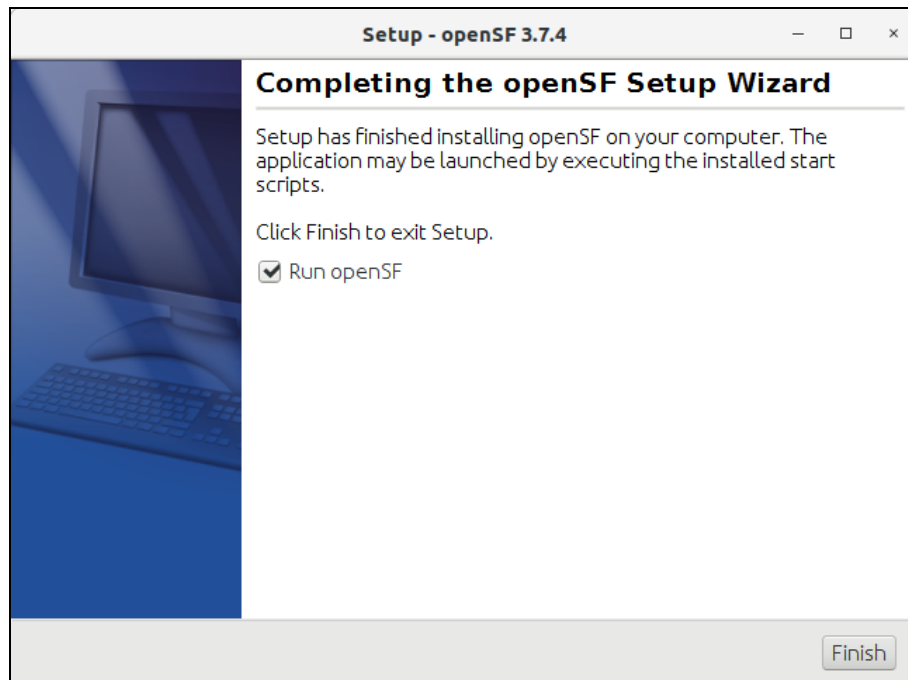 Setup - openSF 3.7.4
Completing the openSF Setup Wizard
Setup has finished installing openSF on your computer. The
application may be launched by executing the installed start
scripts.
Click Finish to exit Setup.
Run openSF
Finish